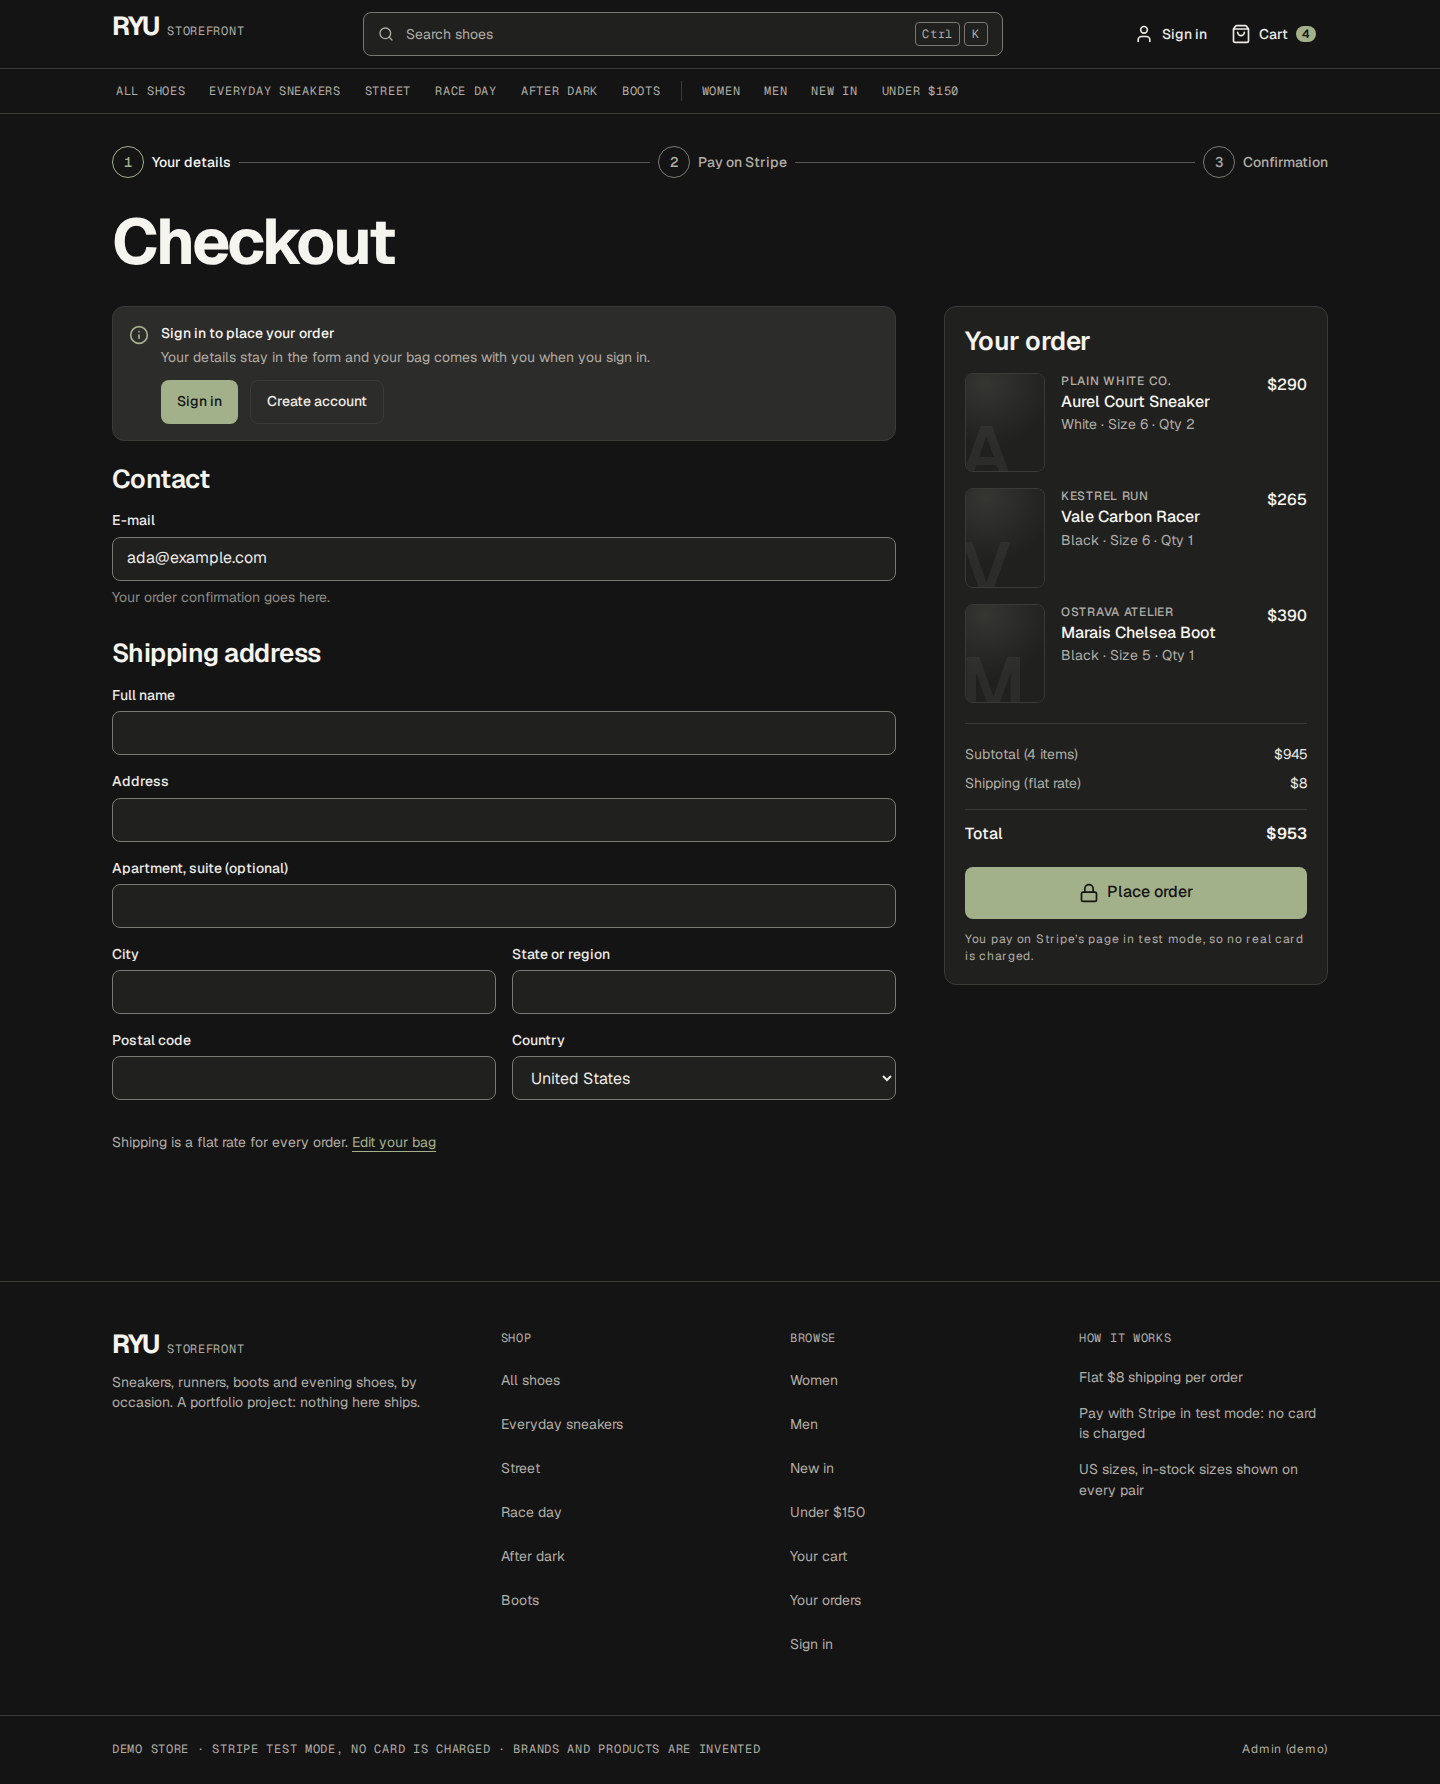 RYU STOREFRONT
Search shoes
Ctrl K
Sign in
Cart 4
ALL SHOES EVERYDAY SNEAKERS STREET RACE DAY AFTER DARK BOOTS WOMEN MEN NEW IN UNDER $150
1 Your details
2 Pay on Stripe
3 Confirmation
Checkout
Sign in to place your order
Your details stay in the form and your bag comes with you when you sign in.
Sign in
Create account
Contact
E-mail
ada@example.com
Your order confirmation goes here.
Shipping address
Full name
Address
Apartment, suite (optional)
City
State or region
Postal code
Country
United States
Shipping is a flat rate for every order. Edit your bag
Your order
A
PLAIN WHITE CO.
Aurel Court Sneaker
White · Size 6 · Qty 2
$290
V
KESTREL RUN
Vale Carbon Racer
Black · Size 6 · Qty 1
$265
M
OSTRAVA ATELIER
Marais Chelsea Boot
Black · Size 5 · Qty 1
$390
Subtotal (4 items) $945
Shipping (flat rate) $8
Total $953
Place order
You pay on Stripe's page in test mode, so no real card
is charged.
RYU STOREFRONT
Sneakers, runners, boots and evening shoes, by
occasion. A portfolio project: nothing here ships.
SHOP
All shoes
Everyday sneakers
Street
Race day
After dark
Boots
BROWSE
Women
Men
New in
Under $150
Your cart
Your orders
Sign in
HOW IT WORKS
Flat $8 shipping per order
Pay with Stripe in test mode: no card
is charged
US sizes, in-stock sizes shown on
every pair
DEMO STORE · STRIPE TEST MODE, NO CARD IS CHARGED · BRANDS AND PRODUCTS ARE INVENTED
Admin (demo)